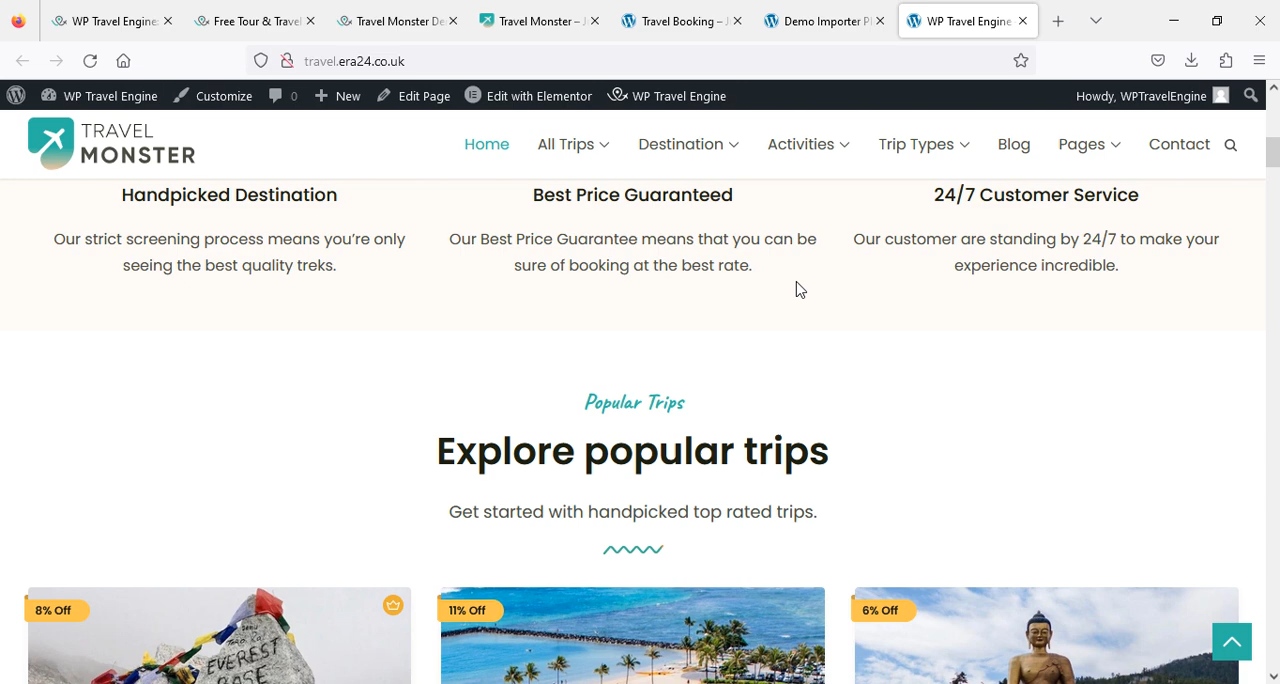 WP Travel Engine:
Free Tour & Travel
Travel Monster De
Travel Monster – J
Travel Booking – J
Demo Importer Pl
WP Travel Engine
travel.era24.co.uk
WP Travel Engine
Customize
0
New
Edit Page
Edit with Elementor
WP Travel Engine
Howdy, WPTravelEngine
TRAVEL
MONSTER
Home
All Trips
Destination
Activities
Trip Types
Blog
Pages
Contact
Handpicked Destination
Our strict screening process means you're only
seeing the best quality treks.
Best Price Guaranteed
Our Best Price Guarantee means that you can be
sure of booking at the best rate.
24/7 Customer Service
Our customer are standing by 24/7 to make your
experience incredible.
Popular Trips
Explore popular trips
Get started with handpicked top rated trips.
8% Off
EVEREST
BASE
11% Off
6% Off